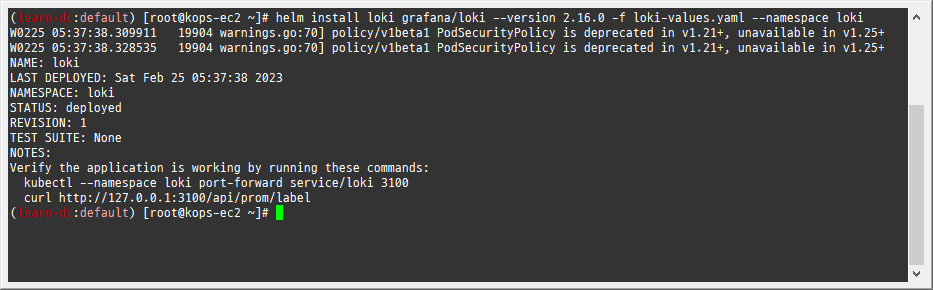 (learn-dt:default) [root@kops-ec2 ~]# helm install loki grafana/loki --version 2.16.0 -f loki-values.yaml --namespace loki
W0225 05:37:38.309911   19904 warnings.go:70] policy/v1beta1 PodSecurityPolicy is deprecated in v1.21+, unavailable in v1.25+
W0225 05:37:38.328535   19904 warnings.go:70] policy/v1beta1 PodSecurityPolicy is deprecated in v1.21+, unavailable in v1.25+
NAME: loki
LAST DEPLOYED: Sat Feb 25 05:37:38 2023
NAMESPACE: loki
STATUS: deployed
REVISION: 1
TEST SUITE: None
NOTES:
Verify the application is working by running these commands:
  kubectl --namespace loki port-forward service/loki 3100
  curl http://127.0.0.1:3100/api/prom/label
(learn-dt:default) [root@kops-ec2 ~]#